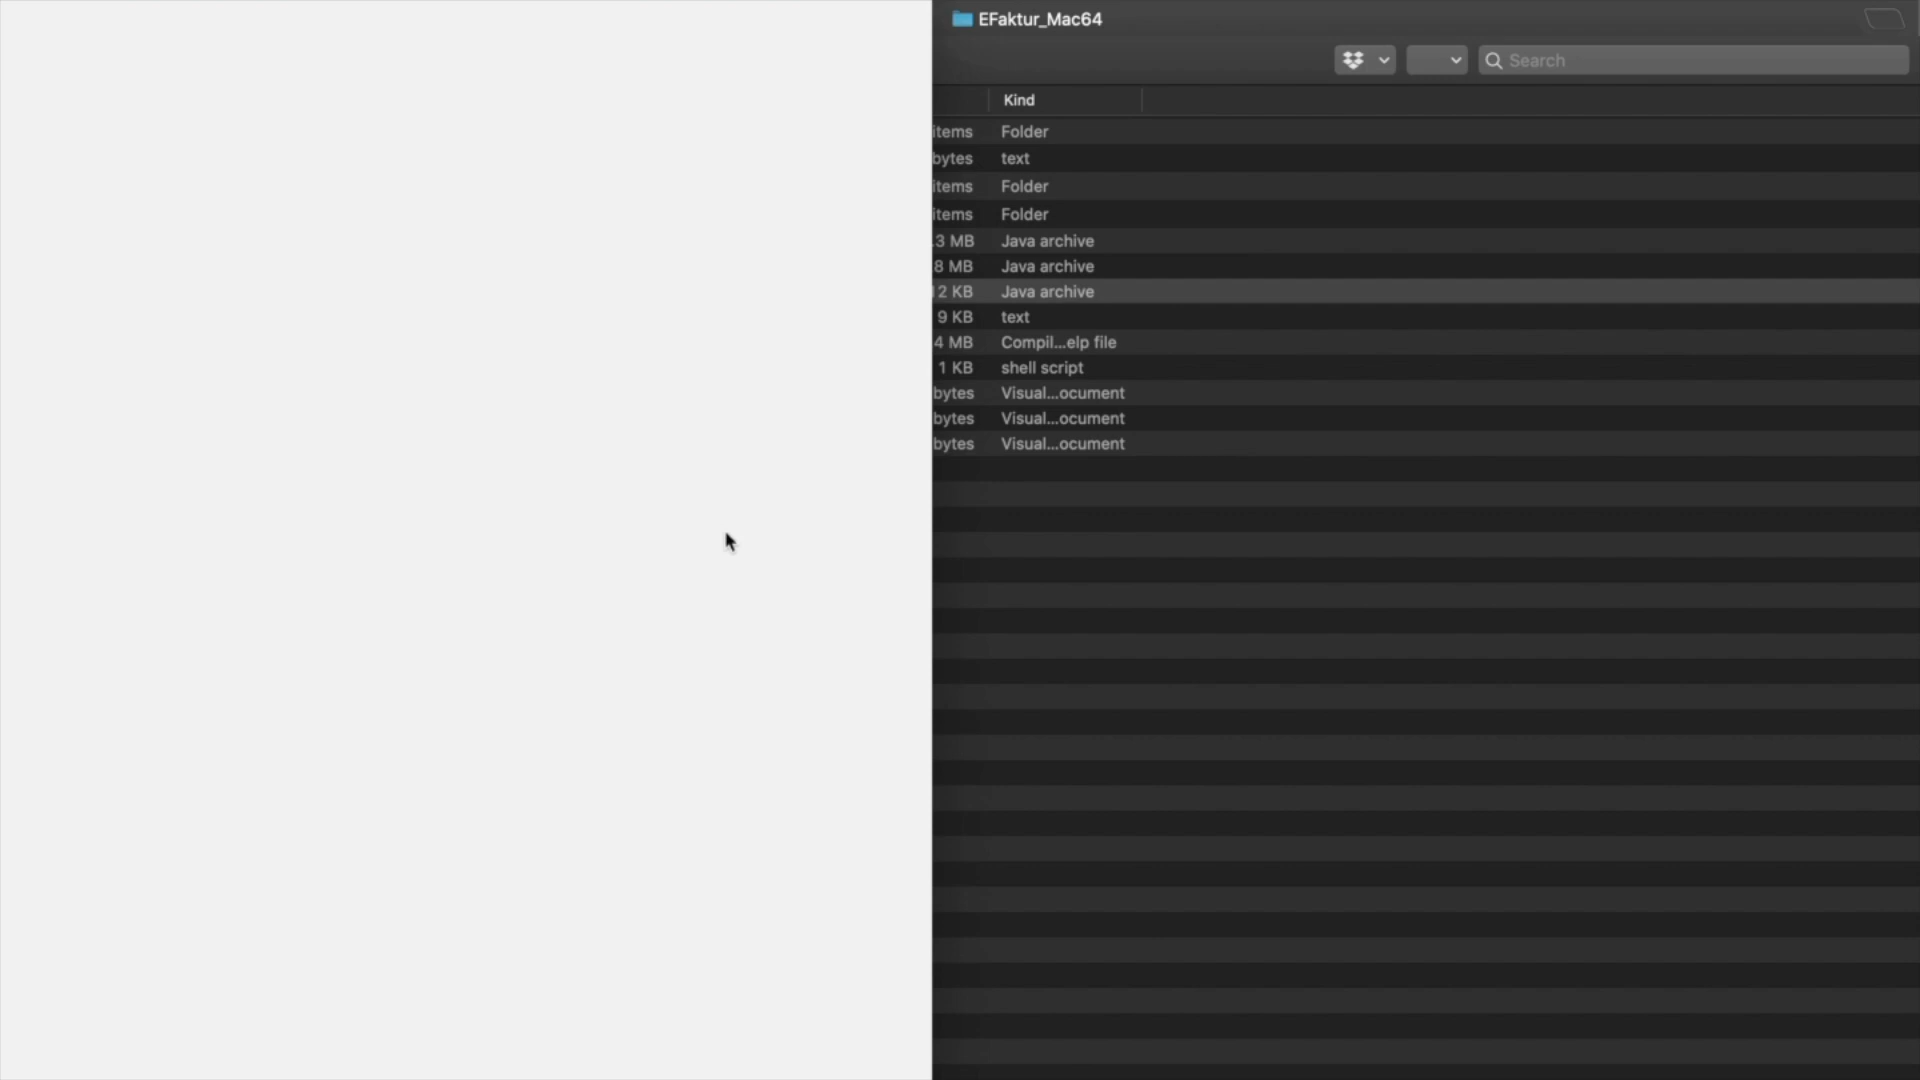 EFaktur_Mac64
Search
Kind
items Folder
bytes text
items Folder
items Folder
.3 MB Java archive
8 MB Java archive
2 KB Java archive
9 KB text
4 MB Compil...elp file
1 KB shell script
bytes Visual...ocument
bytes Visual...ocument
bytes Visual...ocument